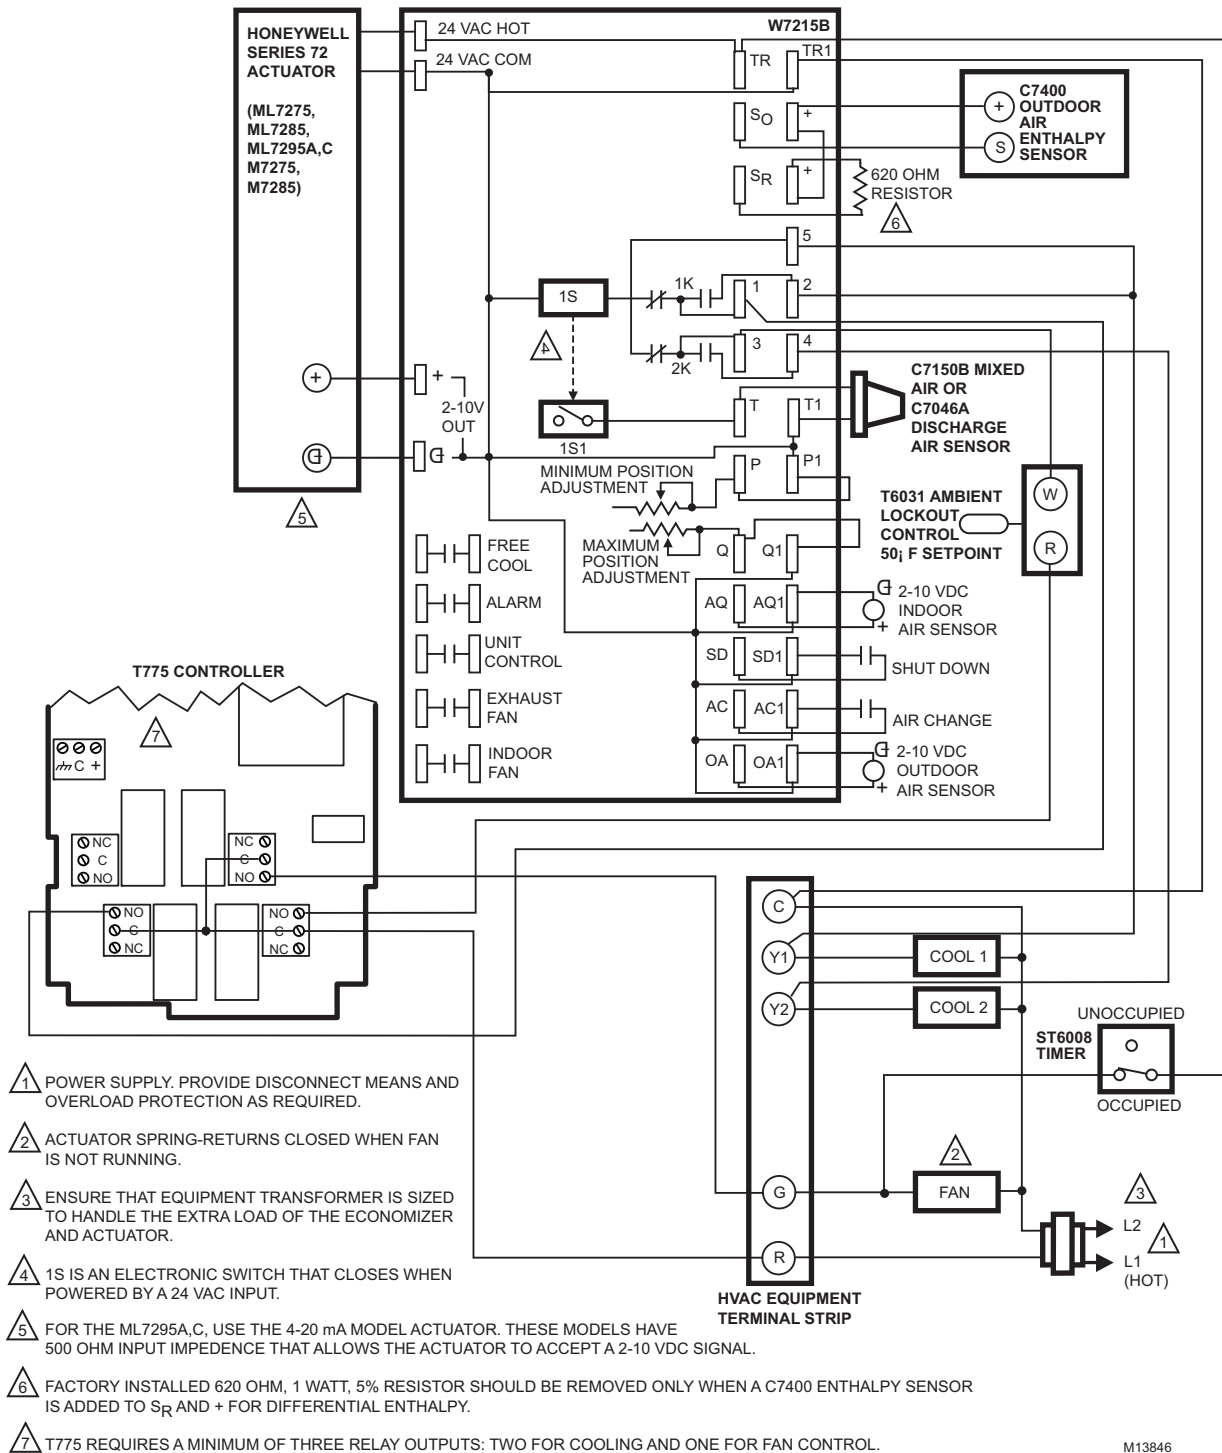 HONEYWELL
SERIES 72
ACTUATOR
(ML7275,
ML7285,
ML7295A,C
M7275,
M7285)
+
5
W7215B
24 VAC HOT
24 VAC COM
TR
TR1
SO
+
SR
+
C7400
OUTDOOR
AIR
ENTHALPY
SENSOR
+
S
620 OHM
RESISTOR
6
5
1S
1K
1
2
4
3
4
2K
+
2-10V
OUT
1S1
T
T1
C7150B MIXED
AIR OR
C7046A
DISCHARGE
AIR SENSOR
MINIMUM POSITION
ADJUSTMENT
P
P1
MAXIMUM
POSITION
ADJUSTMENT
Q
Q1
T6031 AMBIENT
LOCKOUT
CONTROL
50¡ F SETPOINT
W
R
FREE
COOL
ALARM
UNIT
CONTROL
EXHAUST
FAN
INDOOR
FAN
AQ
AQ1
2-10 VDC
INDOOR
+ AIR SENSOR
SD
SD1
SHUT DOWN
AC
AC1
AIR CHANGE
OA
OA1
2-10 VDC
OUTDOOR
+ AIR SENSOR
T775 CONTROLLER
7
C +
NC
C
NO
NC
C
NO
NO
C
NC
NO
C
NC
C
Y1
COOL 1
Y2
COOL 2
UNOCCUPIED
ST6008
TIMER
OCCUPIED
2
G
FAN
3
L2
1
R
L1
(HOT)
HVAC EQUIPMENT
TERMINAL STRIP
1 POWER SUPPLY. PROVIDE DISCONNECT MEANS AND
OVERLOAD PROTECTION AS REQUIRED.
2 ACTUATOR SPRING-RETURNS CLOSED WHEN FAN
IS NOT RUNNING.
3 ENSURE THAT EQUIPMENT TRANSFORMER IS SIZED
TO HANDLE THE EXTRA LOAD OF THE ECONOMIZER
AND ACTUATOR.
4 1S IS AN ELECTRONIC SWITCH THAT CLOSES WHEN
POWERED BY A 24 VAC INPUT.
5 FOR THE ML7295A,C, USE THE 4-20 mA MODEL ACTUATOR. THESE MODELS HAVE
500 OHM INPUT IMPEDENCE THAT ALLOWS THE ACTUATOR TO ACCEPT A 2-10 VDC SIGNAL.
6 FACTORY INSTALLED 620 OHM, 1 WATT, 5% RESISTOR SHOULD BE REMOVED ONLY WHEN A C7400 ENTHALPY SENSOR
IS ADDED TO SR AND + FOR DIFFERENTIAL ENTHALPY.
7 T775 REQUIRES A MINIMUM OF THREE RELAY OUTPUTS: TWO FOR COOLING AND ONE FOR FAN CONTROL.
M13846